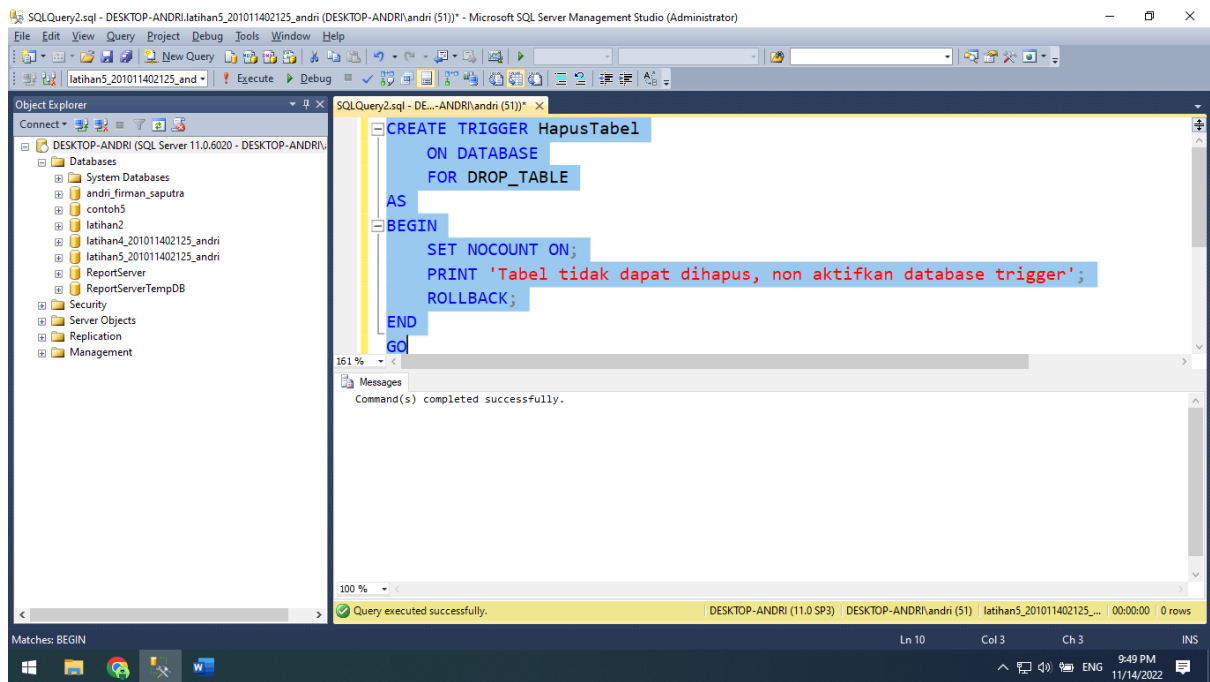 SQLQuery2.sql - DESKTOP-ANDRI.latihan5_201011402125_andri (DESKTOP-ANDRI\andri (51))* - Microsoft SQL Server Management Studio (Administrator)
File Edit View Query Project Debug Tools Window Help
New Query
latihan5_201011402125_and
Execute Debug
Object Explorer
Connect
DESKTOP-ANDRI (SQL Server 11.0.6020 - DESKTOP-ANDRI\
Databases
System Databases
andri_firman_saputra
contoh5
latihan2
latihan4_201011402125_andri
latihan5_201011402125_andri
ReportServer
ReportServerTempDB
Security
Server Objects
Replication
Management
SQLQuery2.sql - DE...-ANDRI\andri (51))*
CREATE TRIGGER HapusTabel
ON DATABASE
FOR DROP_TABLE
AS
BEGIN
SET NOCOUNT ON;
PRINT 'Tabel tidak dapat dihapus, non aktifkan database trigger';
ROLLBACK;
END
GO
161 %
Messages
Command(s) completed successfully.
100 %
Query executed successfully.
DESKTOP-ANDRI (11.0 SP3) DESKTOP-ANDRI\andri (51) latihan5_201011402125_... 00:00:00 0 rows
Matches: BEGIN
Ln 10 Col 3 Ch 3 INS
ENG
9:49 PM
11/14/2022